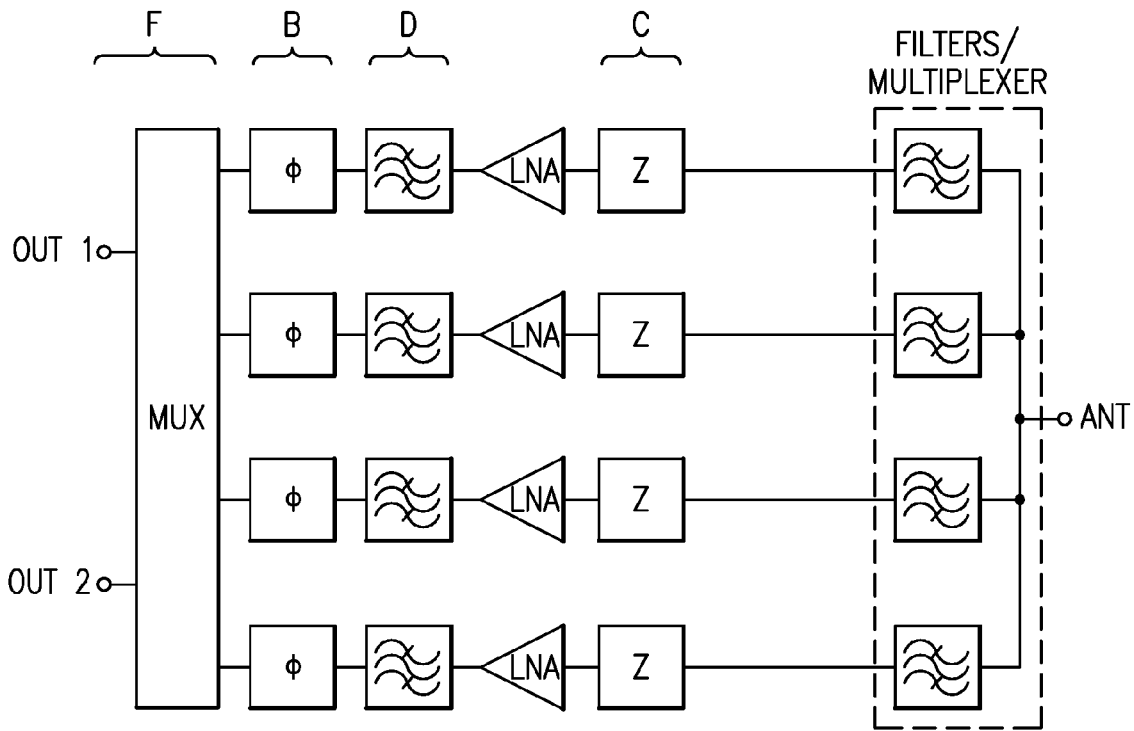 F B D C
FILTERS/
MULTIPLEXER
ϕ LNA Z
OUT 1
ϕ LNA Z
MUX
ANT
ϕ LNA Z
OUT 2
ϕ LNA Z